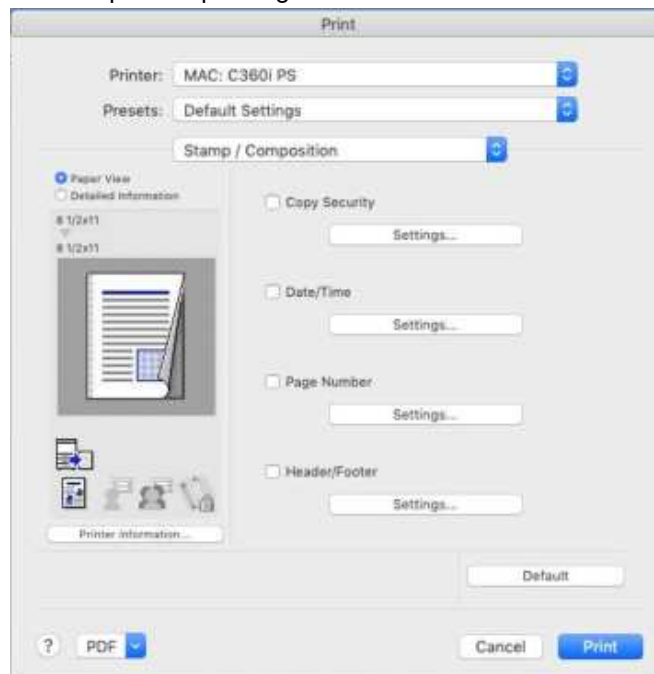 Print
Printer: MAC: C360i PS
Presets: Default Settings
Stamp / Composition
Paper View
Detailed Information
8 1/2x11
8 1/2x11
Copy Security
Settings...
Date/Time
Settings...
Page Number
Settings...
Header/Footer
Settings...
Printer Information...
Default
? PDF
Cancel Print